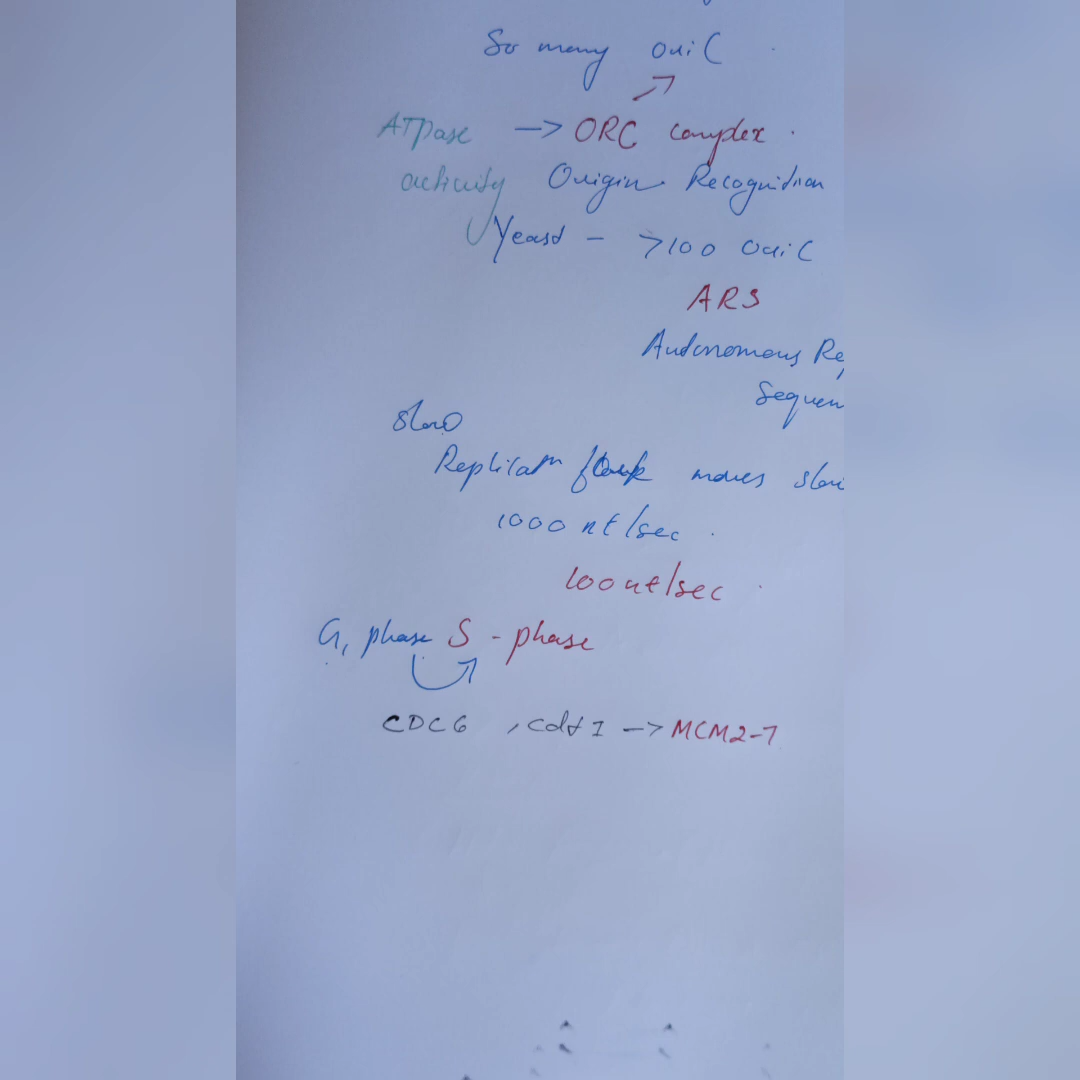 So many oriC
ATPase → ORC complex.
activity Origin Recognition
Yeast - >100 oriC
ARS
Autonomous Re
Sequen
slow
Replicatn fork moves slow
1000 nt/sec.
100 nt/sec.
G1 phase S - phase
CDC6 , cdt1 → MCM2-7